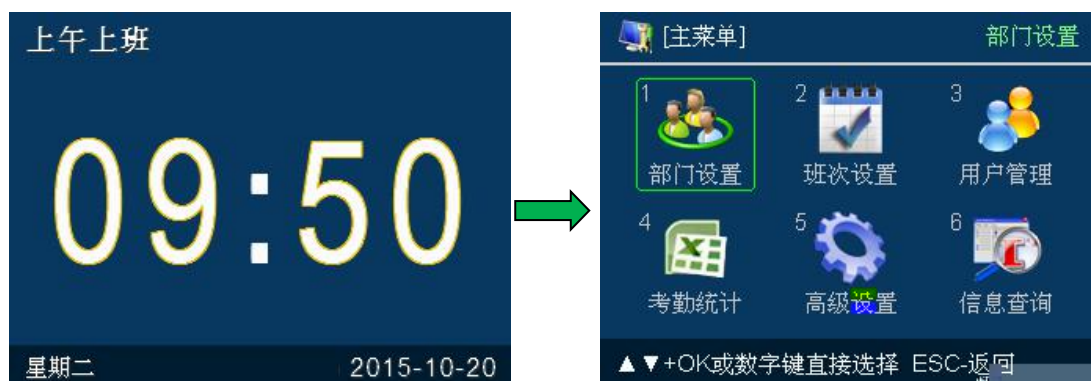 上午上班
09:50
星期二 2015-10-20
[主菜单] 部门设置
1 2 3
部门设置 班次设置 用户管理
4 5 6
考勤统计 高级设置 信息查询
▲▼+OK或数字键直接选择 ESC-返回